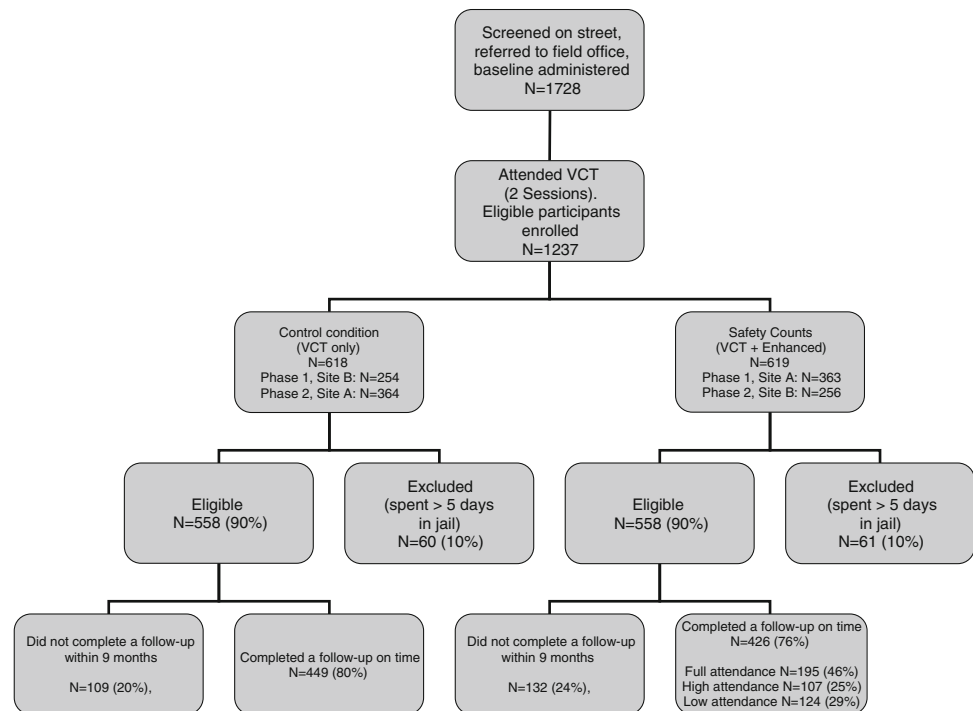 Screened on street,
referred to field office,
baseline administered
N=1728
Attended VCT
(2 Sessions).
Eligible participants
enrolled
N=1237
Control condition
(VCT only)
N=618
Phase 1, Site B: N=254
Phase 2, Site A: N=364
Safety Counts
(VCT + Enhanced)
N=619
Phase 1, Site A: N=363
Phase 2, Site B: N=256
Eligible
N=558 (90%)
Excluded
(spent > 5 days
in jail)
N=60 (10%)
Eligible
N=558 (90%)
Excluded
(spent > 5 days
in jail)
N=61 (10%)
Did not complete a follow-up
within 9 months
N=109 (20%),
Completed a follow-up on time
N=449 (80%)
Did not complete a follow-up
within 9 months
N=132 (24%),
Completed a follow-up on time
N=426 (76%)
Full attendance N=195 (46%)
High attendance N=107 (25%)
Low attendance N=124 (29%)